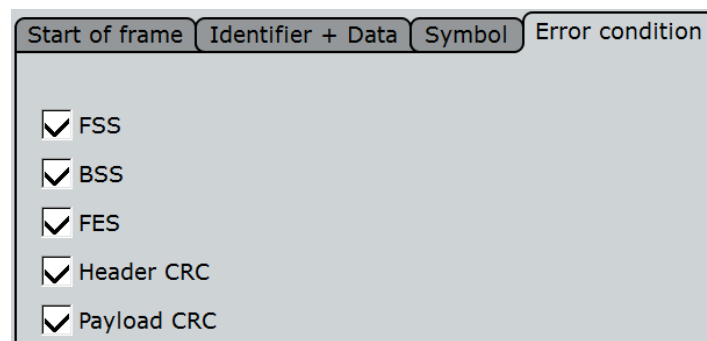 Start of frame Identifier + Data Symbol Error condition
FSS
BSS
FES
Header CRC
Payload CRC